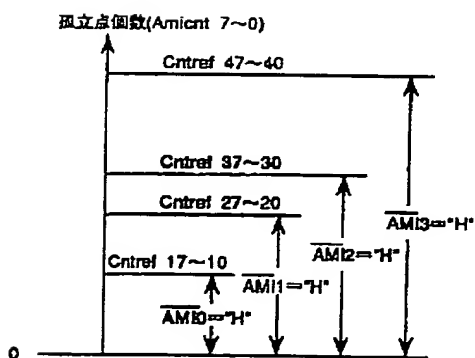 孤立点個数(Amicnt 7～0)
Cntref 47～40
Cntref 37～30
Cntref 27～20
Cntref 17～10
AMI3="H"
AMI2="H"
AMI1="H"
AMI0="H"
0